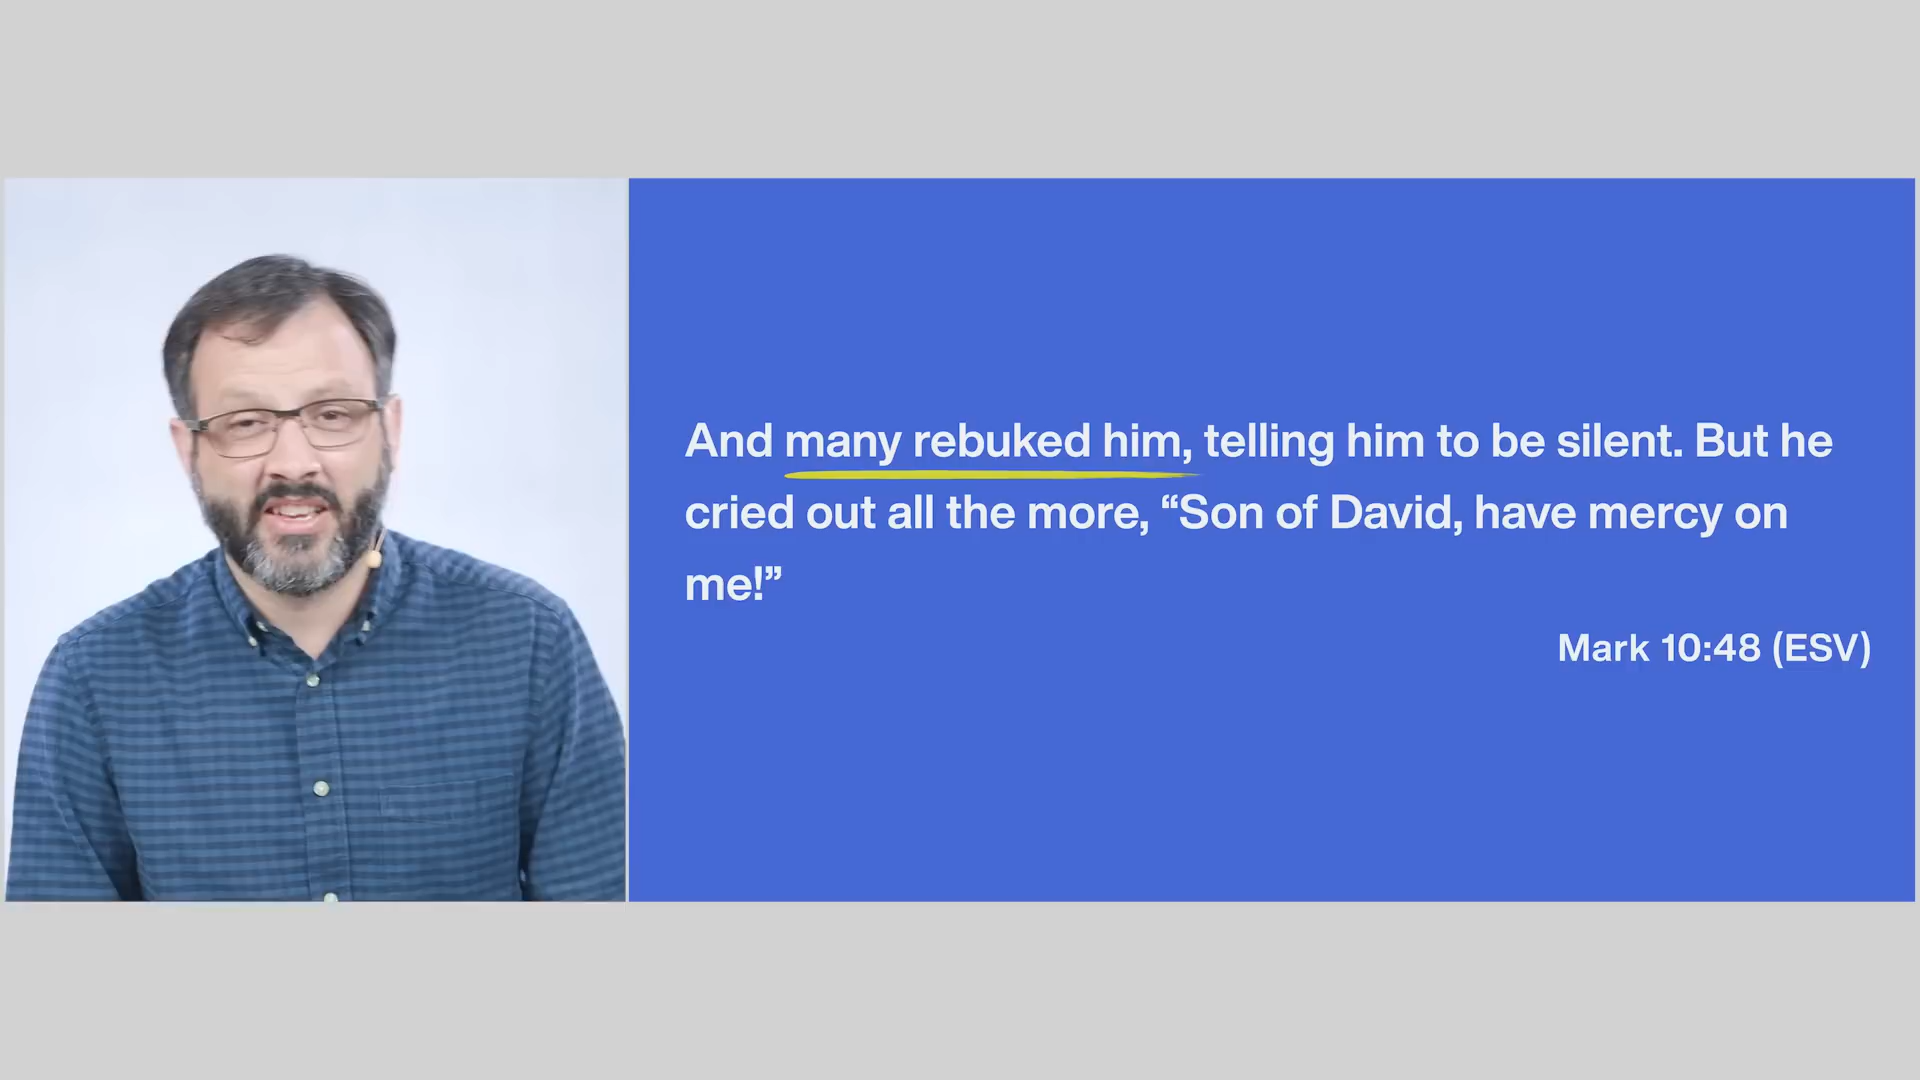 And many rebuked him, telling him to be silent. But he
cried out all the more, “Son of David, have mercy on
me!”
Mark 10:48 (ESV)